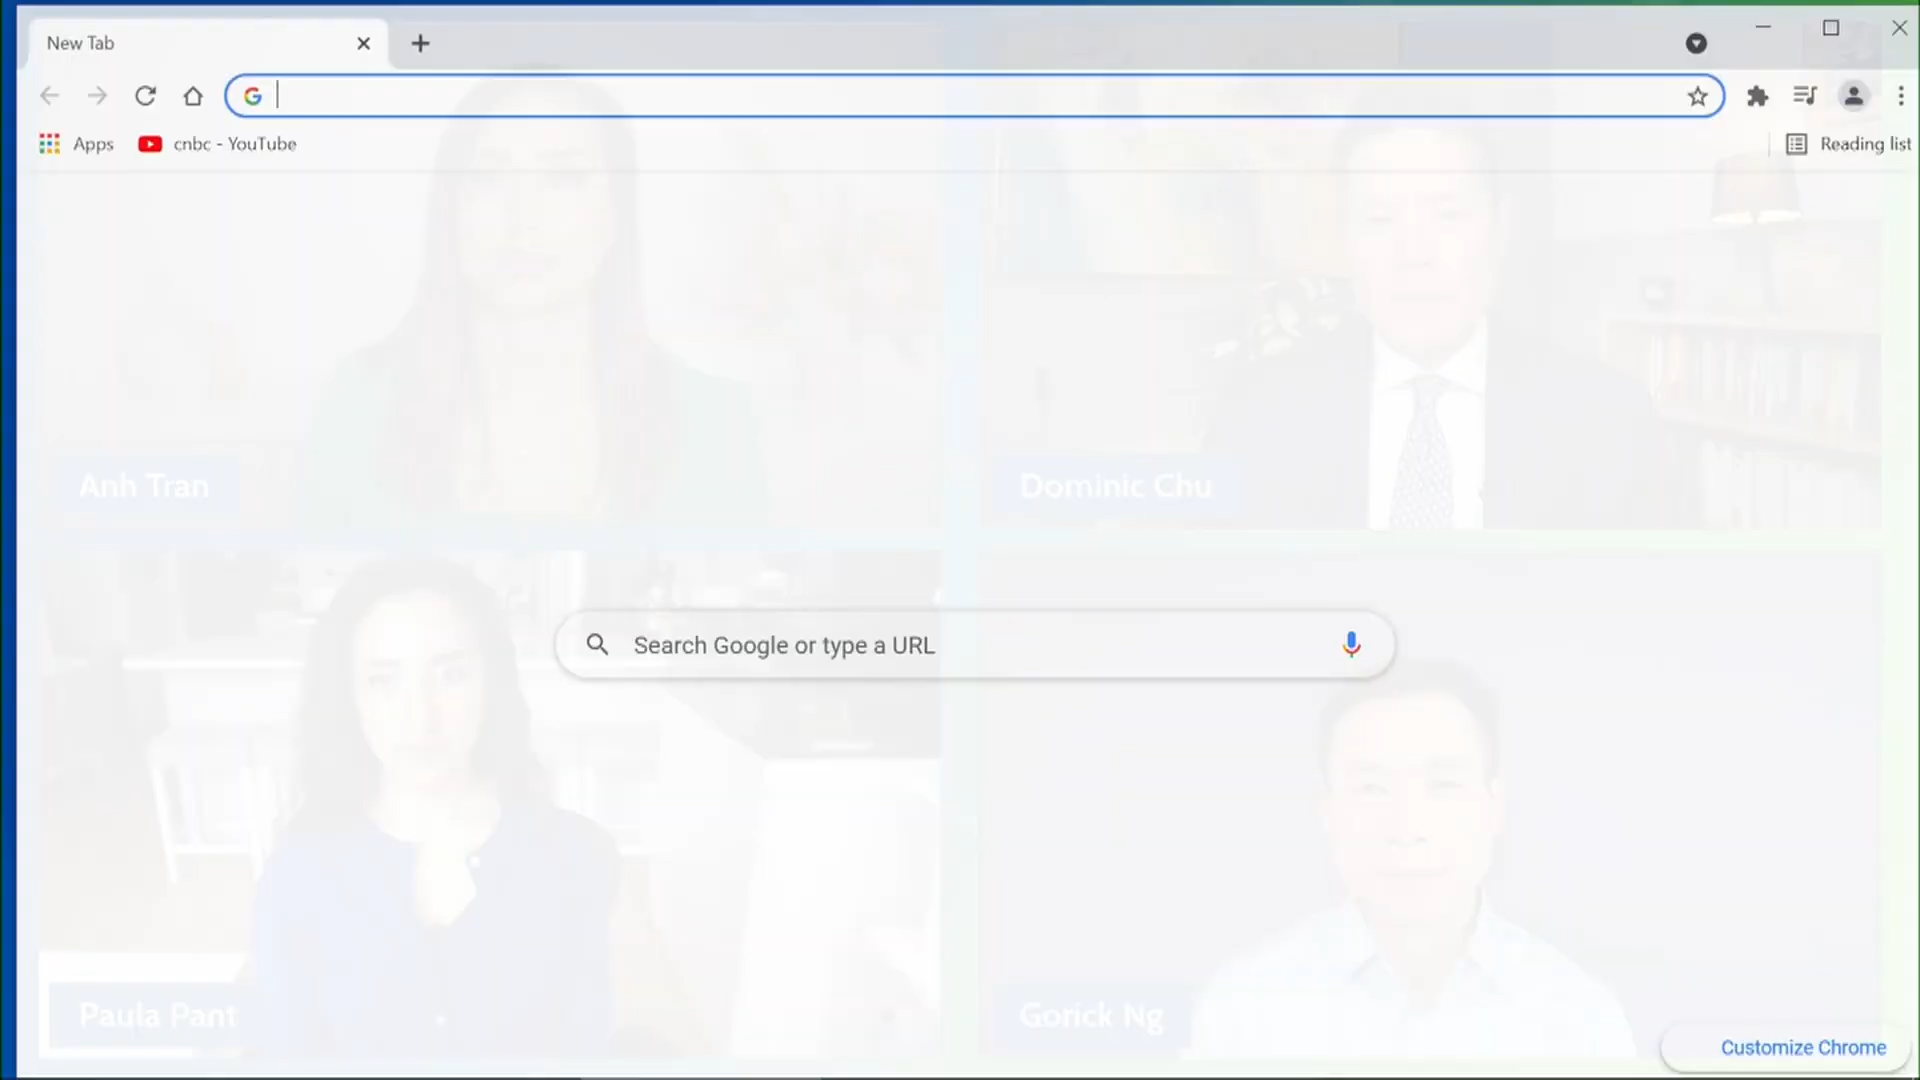 New Tab
Apps
cnbc - YouTube
Reading list
Anh Tran
Dominic Chu
Search Google or type a URL
Paula Pant
Gorick Ng
Customize Chrome